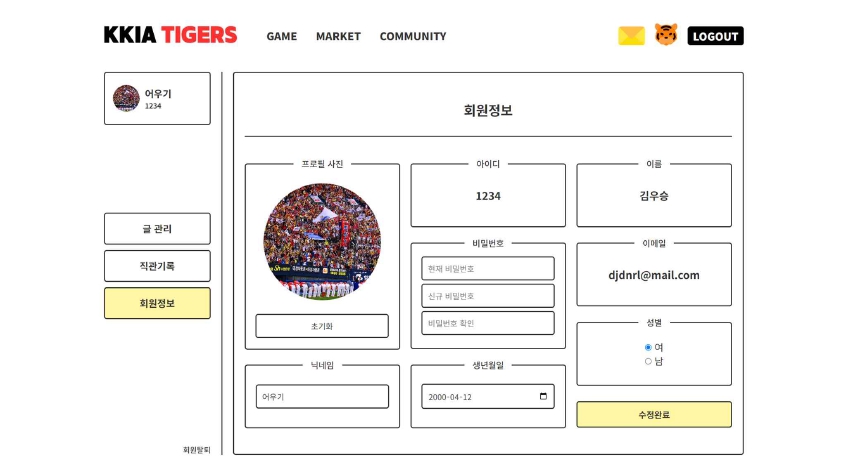 KKIA TIGERS
GAME
MARKET
COMMUNITY
LOGOUT
어우기
1234
글 관리
직관기록
회원정보
회원탈퇴
회원정보
프로필 사진
초기화
닉네임
어우기
아이디
1234
비밀번호
현재 비밀번호
신규 비밀번호
비밀번호 확인
생년월일
2000-04-12
이름
김우승
이메일
djdnrl@mail.com
성별
여
남
수정완료